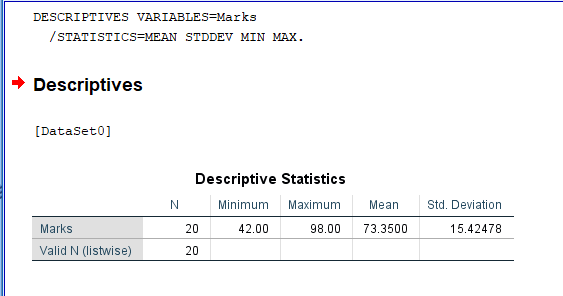 DESCRIPTIVES VARIABLES=Marks
/STATISTICS=MEAN STDDEV MIN MAX.
Descriptives
[DataSet0]
Descriptive Statistics
N Minimum Maximum Mean Std. Deviation
Marks 20 42.00 98.00 73.3500 15.42478
Valid N (listwise) 20